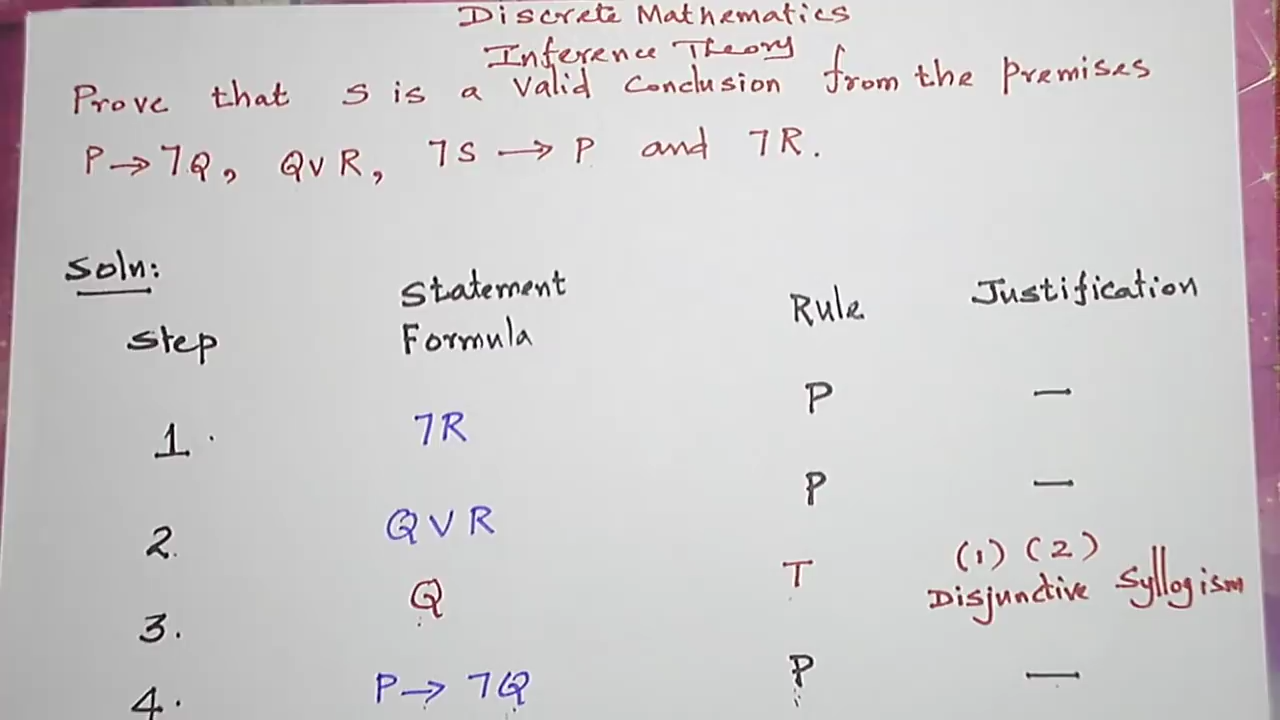 Discrete Mathematics
Inference Theory
Prove that S is a valid conclusion from the premises
P → 7Q, Q∨R, 7S → P and 7R.
Soln:
Step Statement Formula Rule Justification
1. 7R P —
2. Q∨R P —
3. Q T (1) (2) Disjunctive Syllogism
4. P → 7Q P —